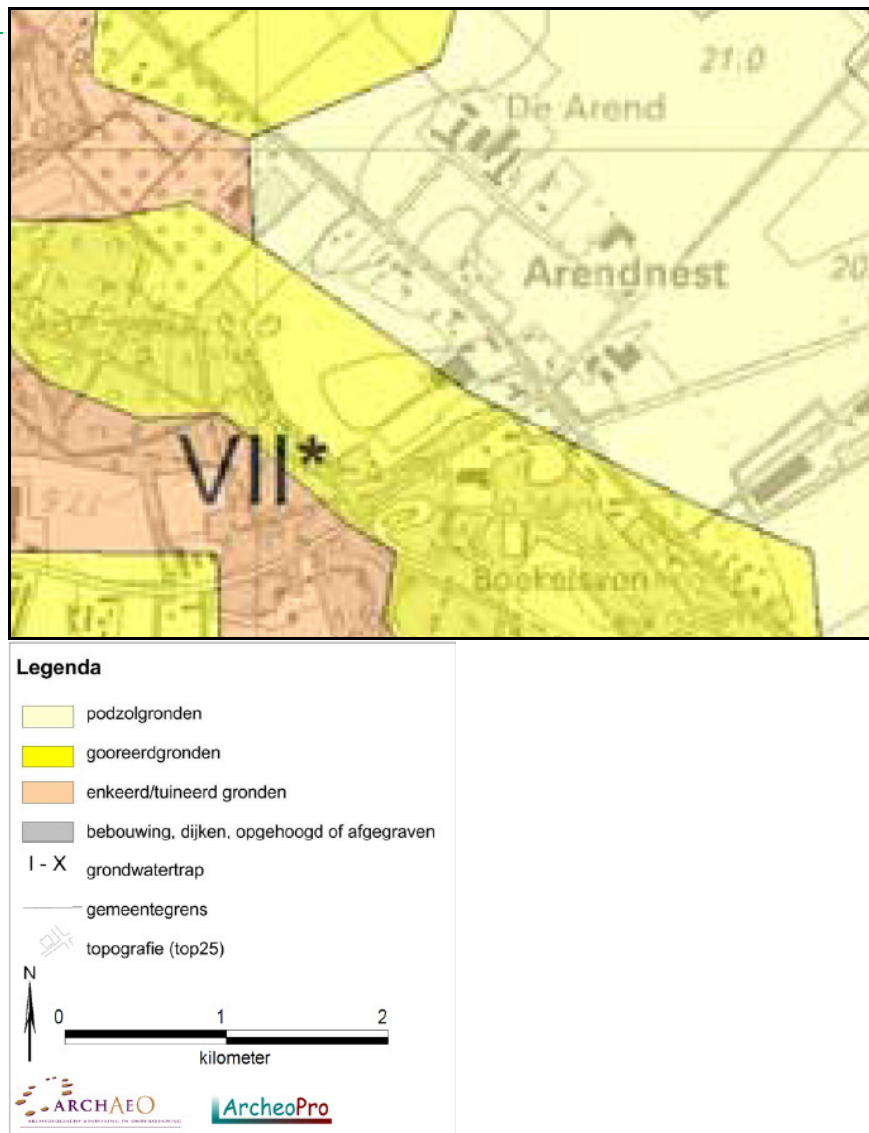 21.0
De Arend
Arendnest
20
VII*
Boekelsven
Legenda
podzolgronden
gooreerdgronden
enkeerd/tuineerd gronden
bebouwing, dijken, opgehoogd of afgegraven
I - X grondwatertrap
gemeentegrens
topografie (top25)
N
0 1 2
kilometer
ARCHAEO
ArcheoPro